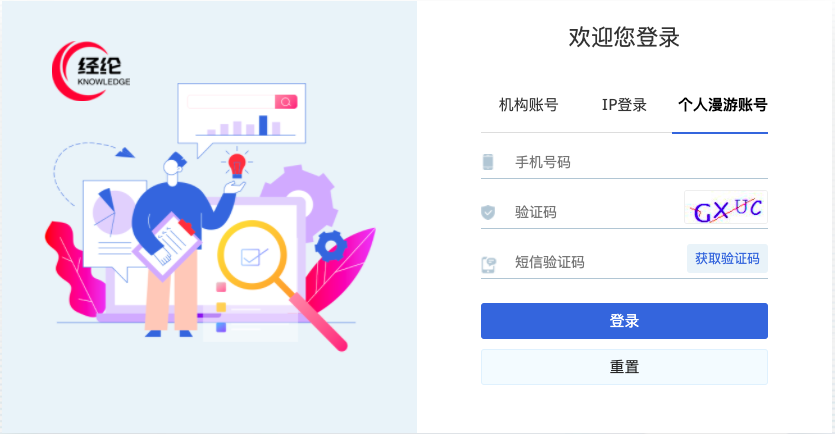 经纶
KNOWLEDGE
欢迎您登录
机构账号 IP登录 个人漫游账号
手机号码
验证码 GXUC
短信验证码 获取验证码
登录
重置